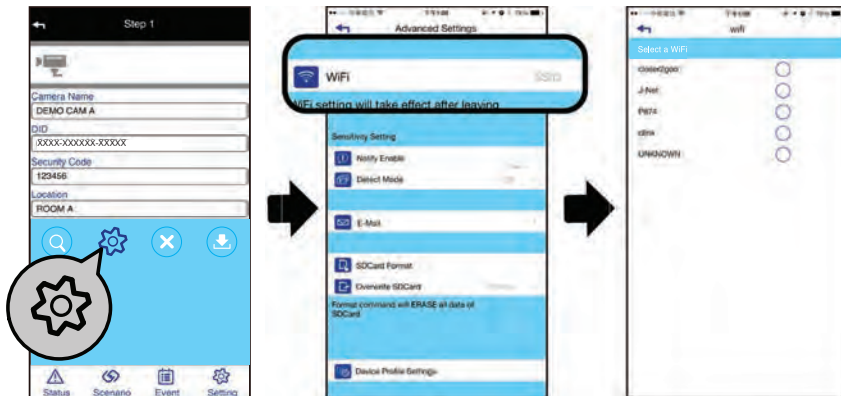 Step 1
Camera Name
DEMO CAM A
DID
XXXX-XXXXXX-XXXXX
Security Code
123456
Location
ROOM A
Status
Scenario
Event
Setting
Advanced Settings
WiFi
WiFi setting will take effect after leaving
Sensitivity Setting
Notify Enable
Detect Mode
E-Mail
SDCard Format
Overwrite SDCard
Format command will ERASE all data of
SDCard
Device Profile Settings
wifi
Select a WiFi
J-Net
P874
UNKNOWN